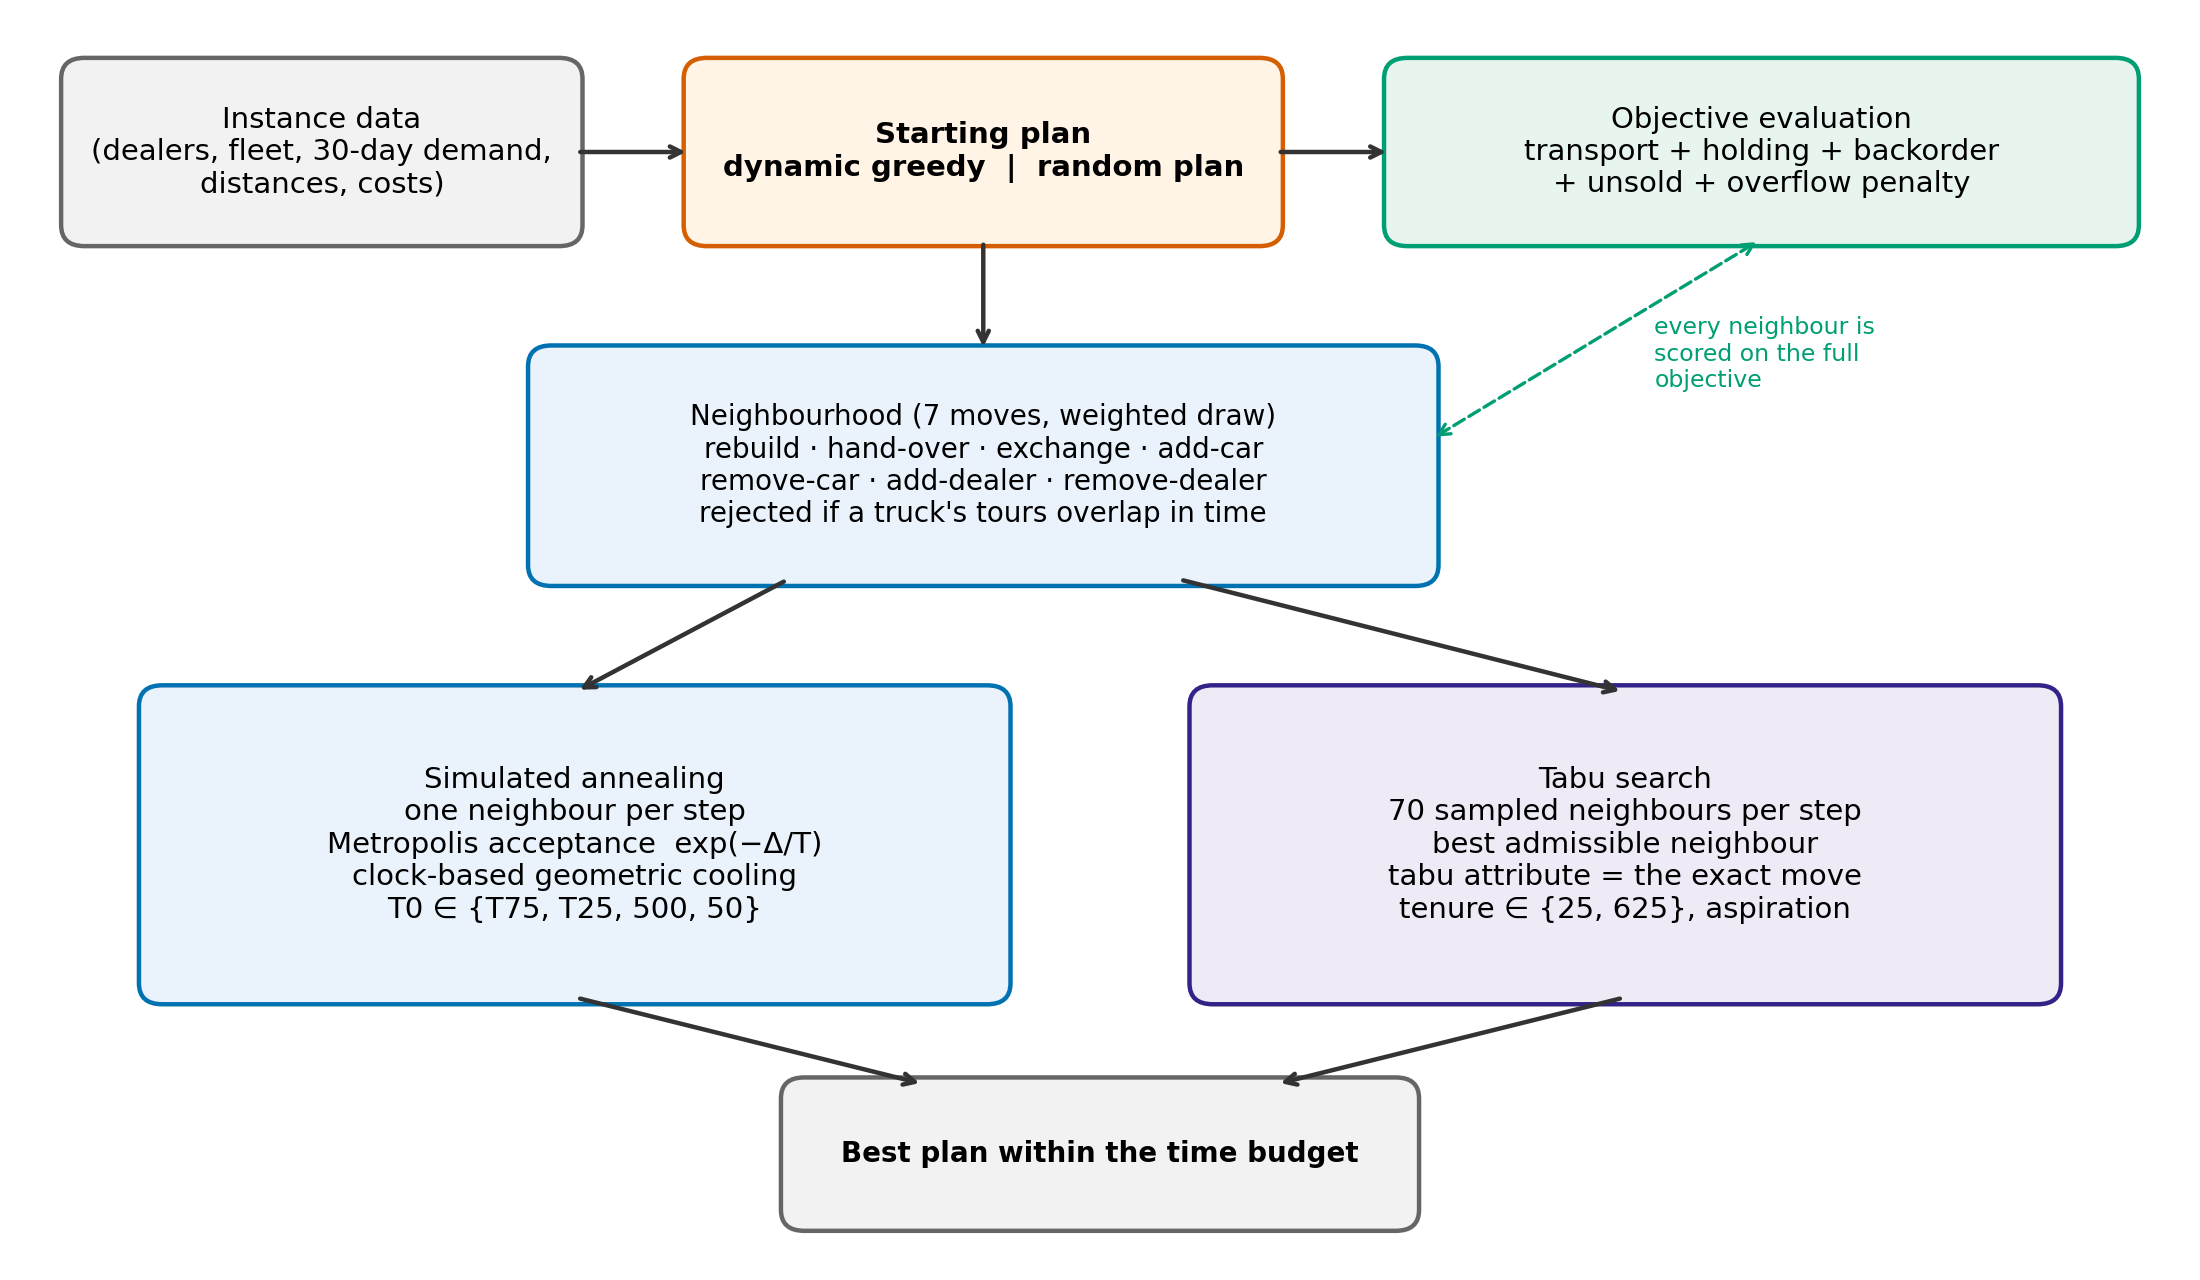 Instance data
(dealers, fleet, 30-day demand,
distances, costs)
Starting plan
dynamic greedy | random plan
Objective evaluation
transport + holding + backorder
+ unsold + overflow penalty
every neighbour is
scored on the full
objective
Neighbourhood (7 moves, weighted draw)
rebuild · hand-over · exchange · add-car
remove-car · add-dealer · remove-dealer
rejected if a truck's tours overlap in time
Simulated annealing
one neighbour per step
Metropolis acceptance  exp(−Δ/T)
clock-based geometric cooling
T0 ∈ {T75, T25, 500, 50}
Tabu search
70 sampled neighbours per step
best admissible neighbour
tabu attribute = the exact move
tenure ∈ {25, 625}, aspiration
Best plan within the time budget